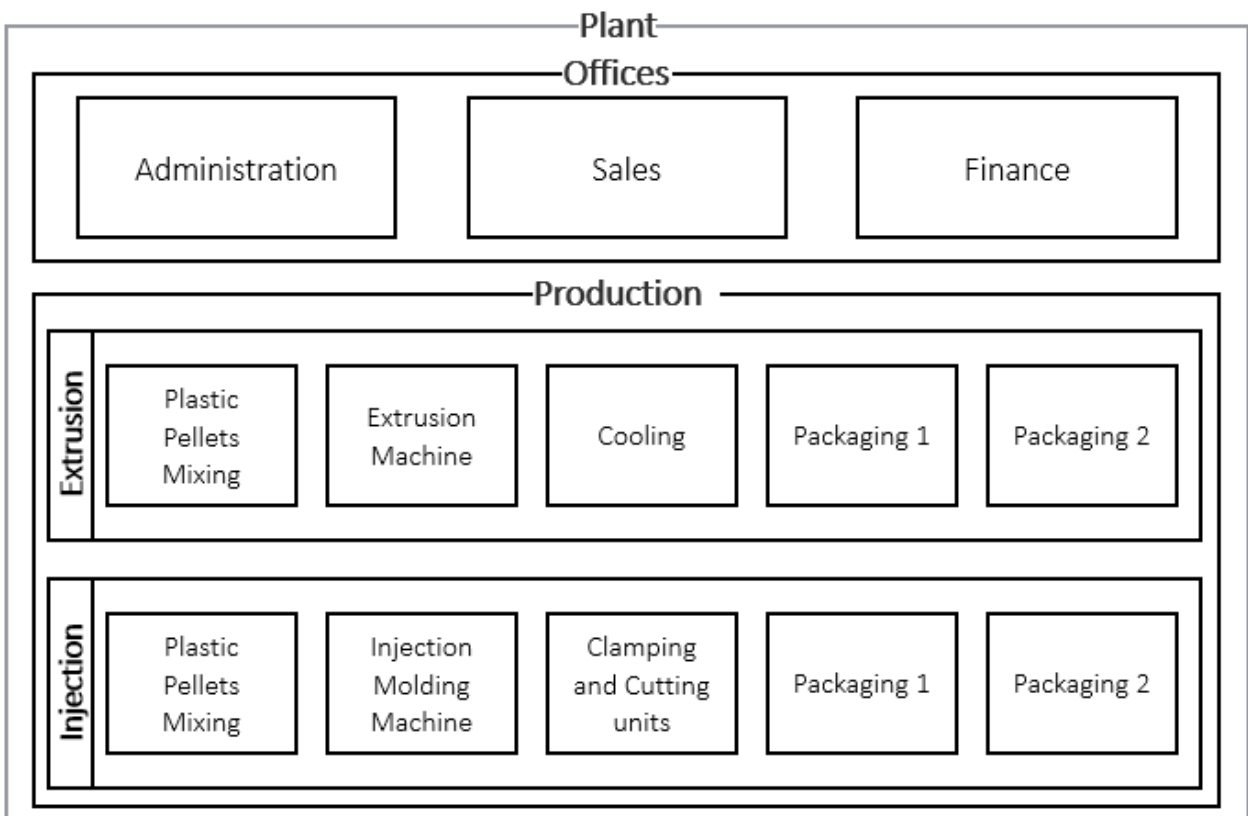 Plant
Offices
Administration
Sales
Finance
Production
Extrusion
Plastic
Pellets
Mixing
Extrusion
Machine
Cooling
Packaging 1
Packaging 2
Injection
Plastic
Pellets
Mixing
Injection
Molding
Machine
Clamping
and Cutting
units
Packaging 1
Packaging 2